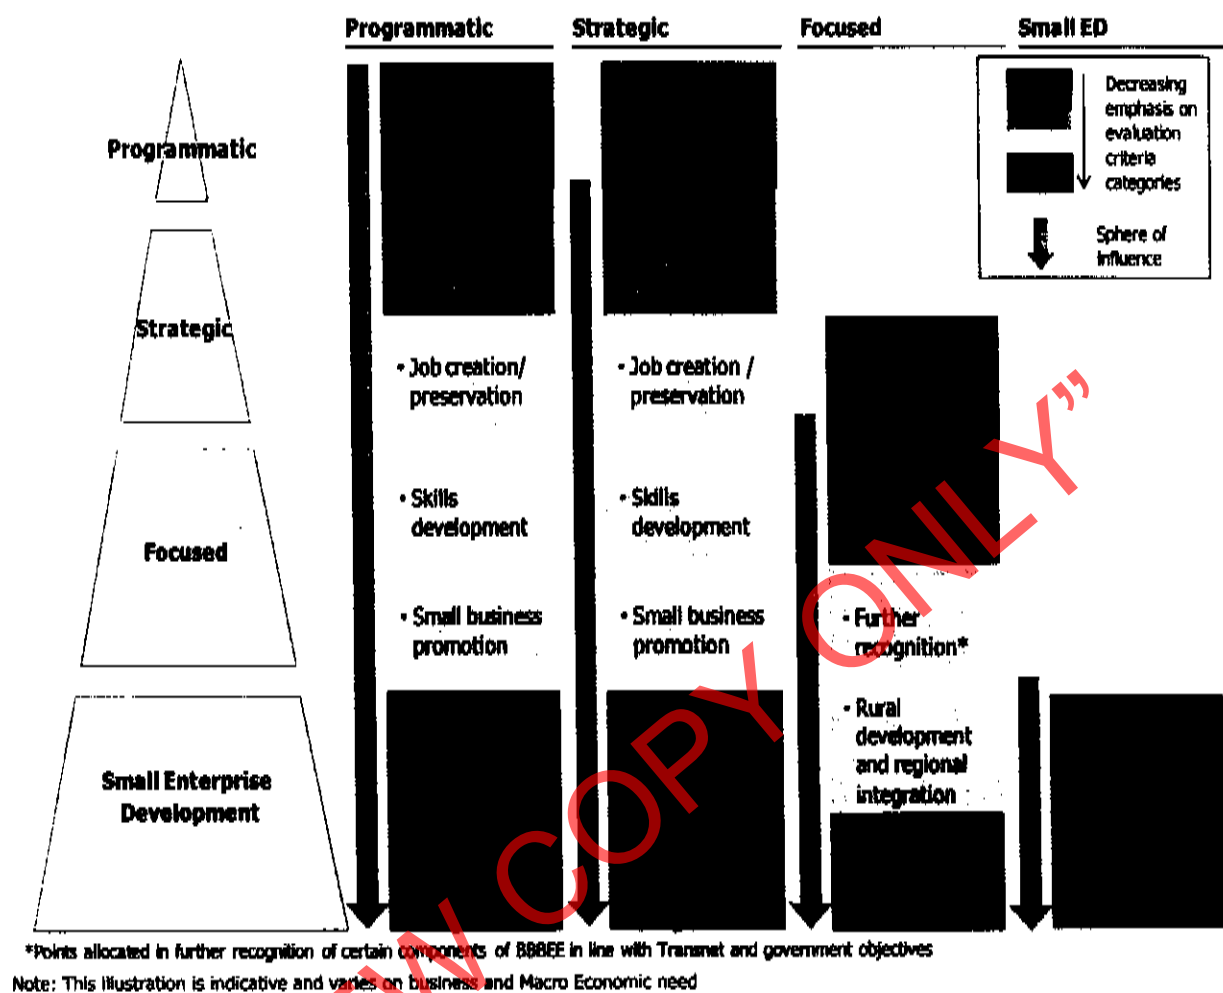 Programmatic
Strategic
Focused
Small ED
Decreasing
emphasis on
evaluation
criteria
categories
Sphere of
influence
Programmatic
Strategic
Focused
Small Enterprise
Development
• Job creation/
preservation
• Skills
development
• Small business
promotion
• Job creation /
preservation
• Skills
development
• Small business
promotion
• Further
recognition*
• Rural
development
and regional
integration
*Points allocated in further recognition of certain components of BBBEE in line with Transnet and government objectives
Note: This illustration is indicative and varies on business and Macro Economic need
EW COPY ONLY”